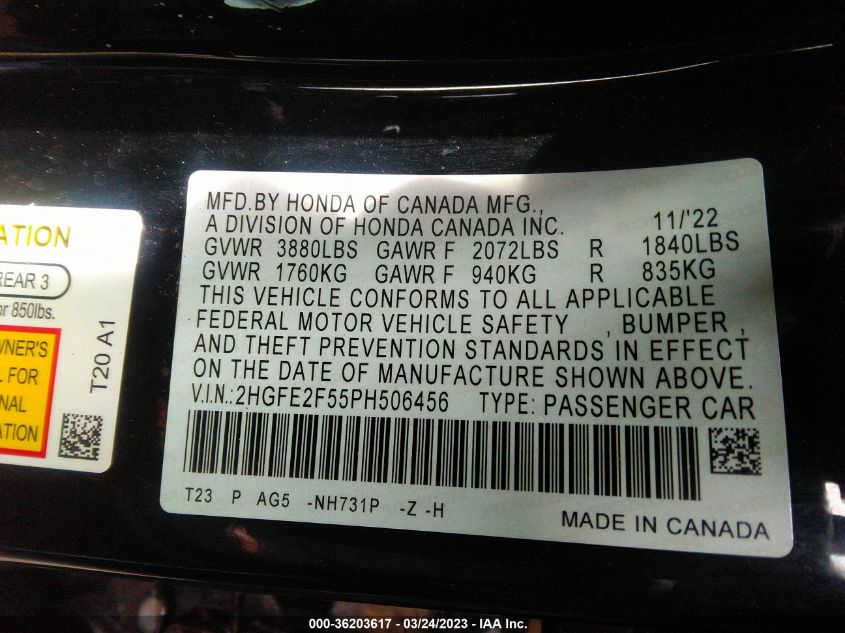 ATION
REAR 3
or 850lbs.
WNER'S
L FOR
NAL
ATION
T20 A1
MFD.BY HONDA OF CANADA MFG.,
A DIVISION OF HONDA CANADA INC. 11/'22
GVWR 3880LBS GAWR F 2072LBS R 1840LBS
GVWR 1760KG GAWR F 940KG R 835KG
THIS VEHICLE CONFORMS TO ALL APPLICABLE
FEDERAL MOTOR VEHICLE SAFETY , BUMPER ,
AND THEFT PREVENTION STANDARDS IN EFFECT
ON THE DATE OF MANUFACTURE SHOWN ABOVE.
V.I.N.:2HGFE2F55PH506456 TYPE: PASSENGER CAR
T23 P AG5 -NH731P -Z -H
MADE IN CANADA
000-36203617 - 03/24/2023 - IAA Inc.